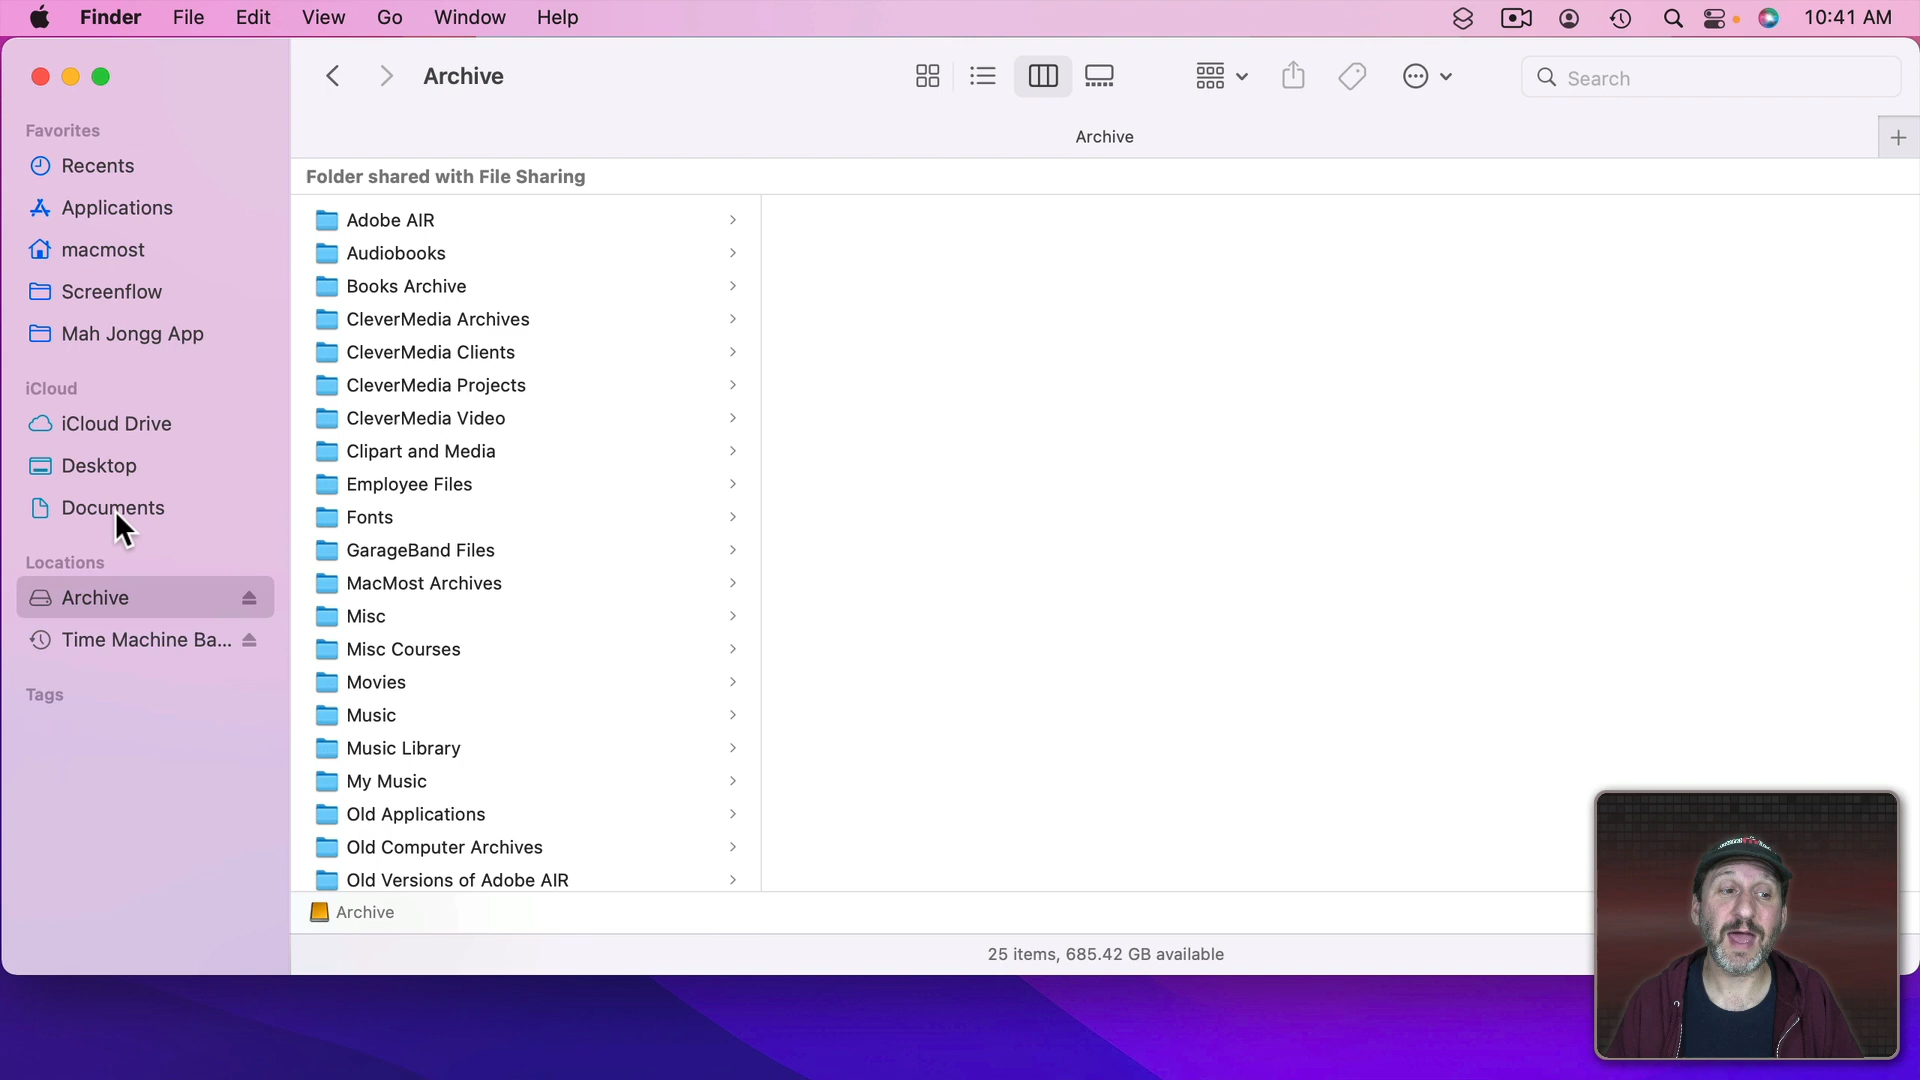 Finder File Edit View Go Window Help 10:41 AM
Archive
Search
Archive
Folder shared with File Sharing
Favorites
Recents
Applications
macmost
Screenflow
Mah Jongg App
iCloud
iCloud Drive
Desktop
Documents
Locations
Archive
Time Machine Ba...
Tags
Adobe AIR
Audiobooks
Books Archive
CleverMedia Archives
CleverMedia Clients
CleverMedia Projects
CleverMedia Video
Clipart and Media
Employee Files
Fonts
GarageBand Files
MacMost Archives
Misc
Misc Courses
Movies
Music
Music Library
My Music
Old Applications
Old Computer Archives
Old Versions of Adobe AIR
Archive
25 items, 685.42 GB available